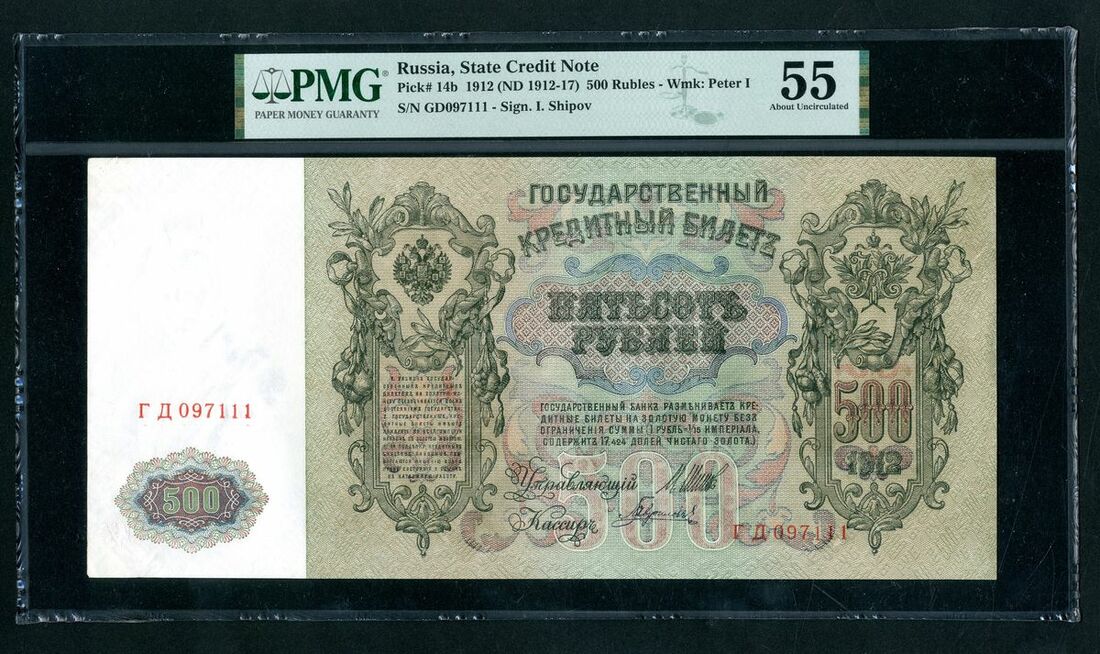 PMG
PAPER MONEY GUARANTY
Russia, State Credit Note
Pick# 14b 1912 (ND 1912-17) 500 Rubles - Wmk: Peter I
S/N GD097111 - Sign. I. Shipov
55
About Uncirculated
ГОСУДАРСТВЕННЫЙ
КРЕДИТНЫЙ БИЛЕТЪ
ПЯТЬСОТЪ
РУБЛЕЙ
ГОСУДАРСТВЕННЫЙ БАНКЪ РАЗМѢНИВАЕТЪ КРЕ-
ДИТНЫЕ БИЛЕТЫ НА ЗОЛОТУЮ МОНЕТУ БЕЗЪ
ОГРАНИЧЕНІЯ СУММЫ (1 РУБЛЬ=1/15 ИМПЕРІАЛА,
СОДЕРЖИТЪ 17,424 ДОЛЕЙ ЧИСТАГО ЗОЛОТА.)
500
1912
ГД 097111
500
500
Управляющий
Кассиръ
ГД 097111